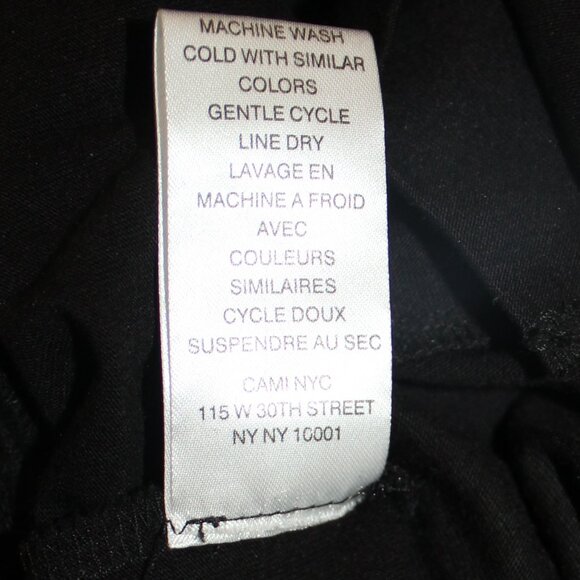 MACHINE WASH
COLD WITH SIMILAR
COLORS
GENTLE CYCLE
LINE DRY
LAVAGE EN
MACHINE A FROID
AVEC
COULEURS
SIMILAIRES
CYCLE DOUX
SUSPENDRE AU SEC
CAMI NYC
115 W 30TH STREET
NY NY 10001